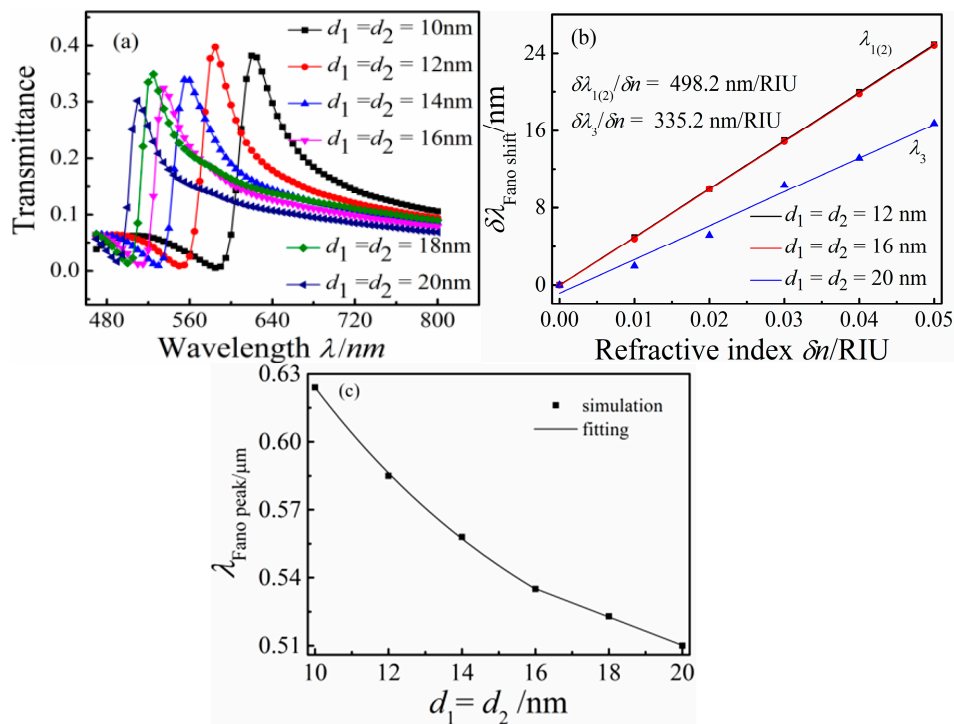 (a)
d1 = d2 = 10nm
d1 = d2 = 12nm
d1 = d2 = 14nm
d1 = d2 = 16nm
d1 = d2 = 18nm
d1 = d2 = 20nm
0.4
0.3
0.2
0.1
0.0
Transmittance
480 560 640 720 800
Wavelength λ/nm
(b)
λ1(2)
δλ1(2)/δn = 498.2 nm/RIU
δλ3/δn = 335.2 nm/RIU
λ3
d1 = d2 = 12 nm
d1 = d2 = 16 nm
d1 = d2 = 20 nm
24
16
8
0
δλFano shift/nm
0.00 0.01 0.02 0.03 0.04 0.05
Refractive index δn/RIU
(c)
simulation
fitting
0.63
0.60
0.57
0.54
0.51
λFano peak/μm
10 12 14 16 18 20
d1= d2 /nm